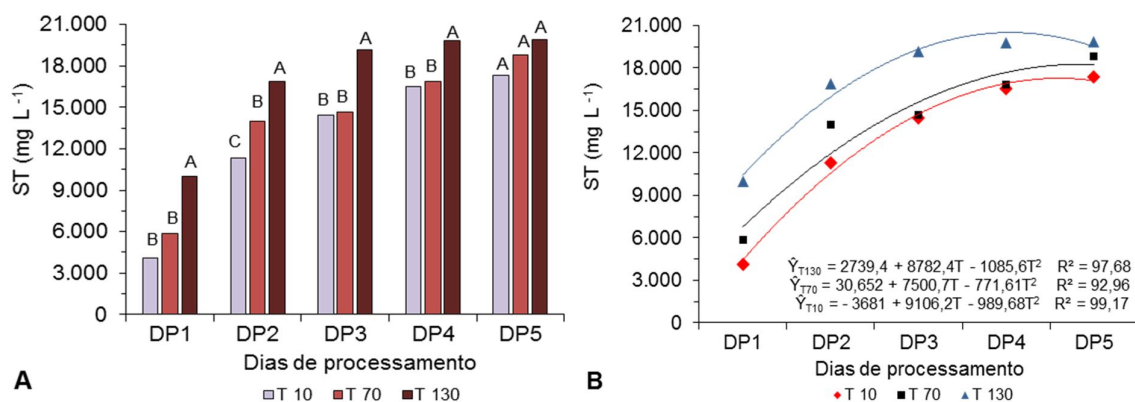 21.000
18.000
15.000
12.000
9.000
6.000
3.000
0
ST (mg L -1)
B B A
C B A
B B A
B B A
A A A
DP1 DP2 DP3 DP4 DP5
Dias de processamento
A
T 10 T 70 T 130
21.000
18.000
15.000
12.000
9.000
6.000
3.000
0
ST (mg L -1)
ŶT130 = 2739,4 + 8782,4T - 1085,6T² R² = 97,68
ŶT70 = 30,652 + 7500,7T - 771,61T² R² = 92,96
ŶT10 = - 3681 + 9106,2T - 989,68T² R² = 99,17
DP1 DP2 DP3 DP4 DP5
Dias de processamento
B
T 10 T 70 T 130